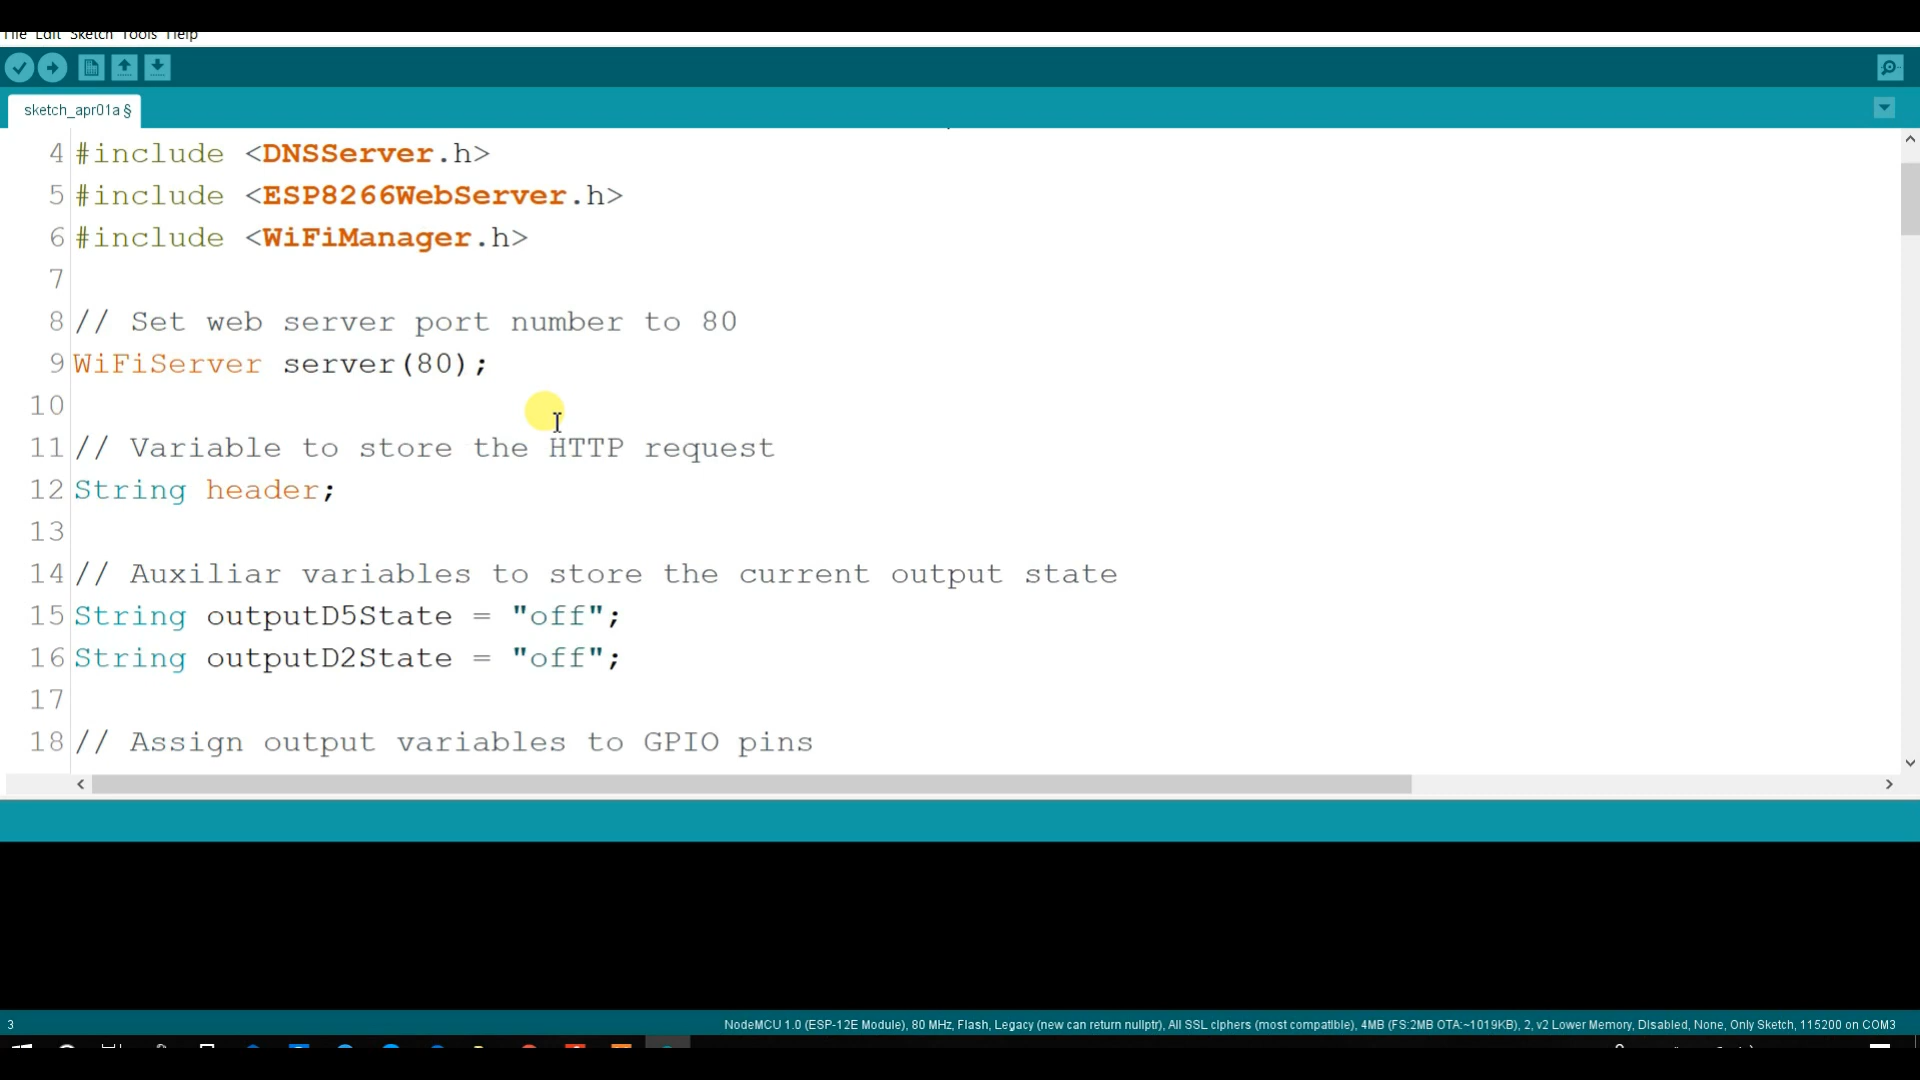 File Edit Sketch Tools Help
sketch_apr01a §
4 #include <DNSServer.h>
5 #include <ESP8266WebServer.h>
6 #include <WiFiManager.h>
7
8 // Set web server port number to 80
9 WiFiServer server(80);
10
11 // Variable to store the HTTP request
12 String header;
13
14 // Auxiliar variables to store the current output state
15 String outputD5State = "off";
16 String outputD2State = "off";
17
18 // Assign output variables to GPIO pins
3 NodeMCU 1.0 (ESP-12E Module), 80 MHz, Flash, Legacy (new can return nullptr), All SSL ciphers (most compatible), 4MB (FS:2MB OTA:~1019KB), 2, v2 Lower Memory, Disabled, None, Only Sketch, 115200 on COM3